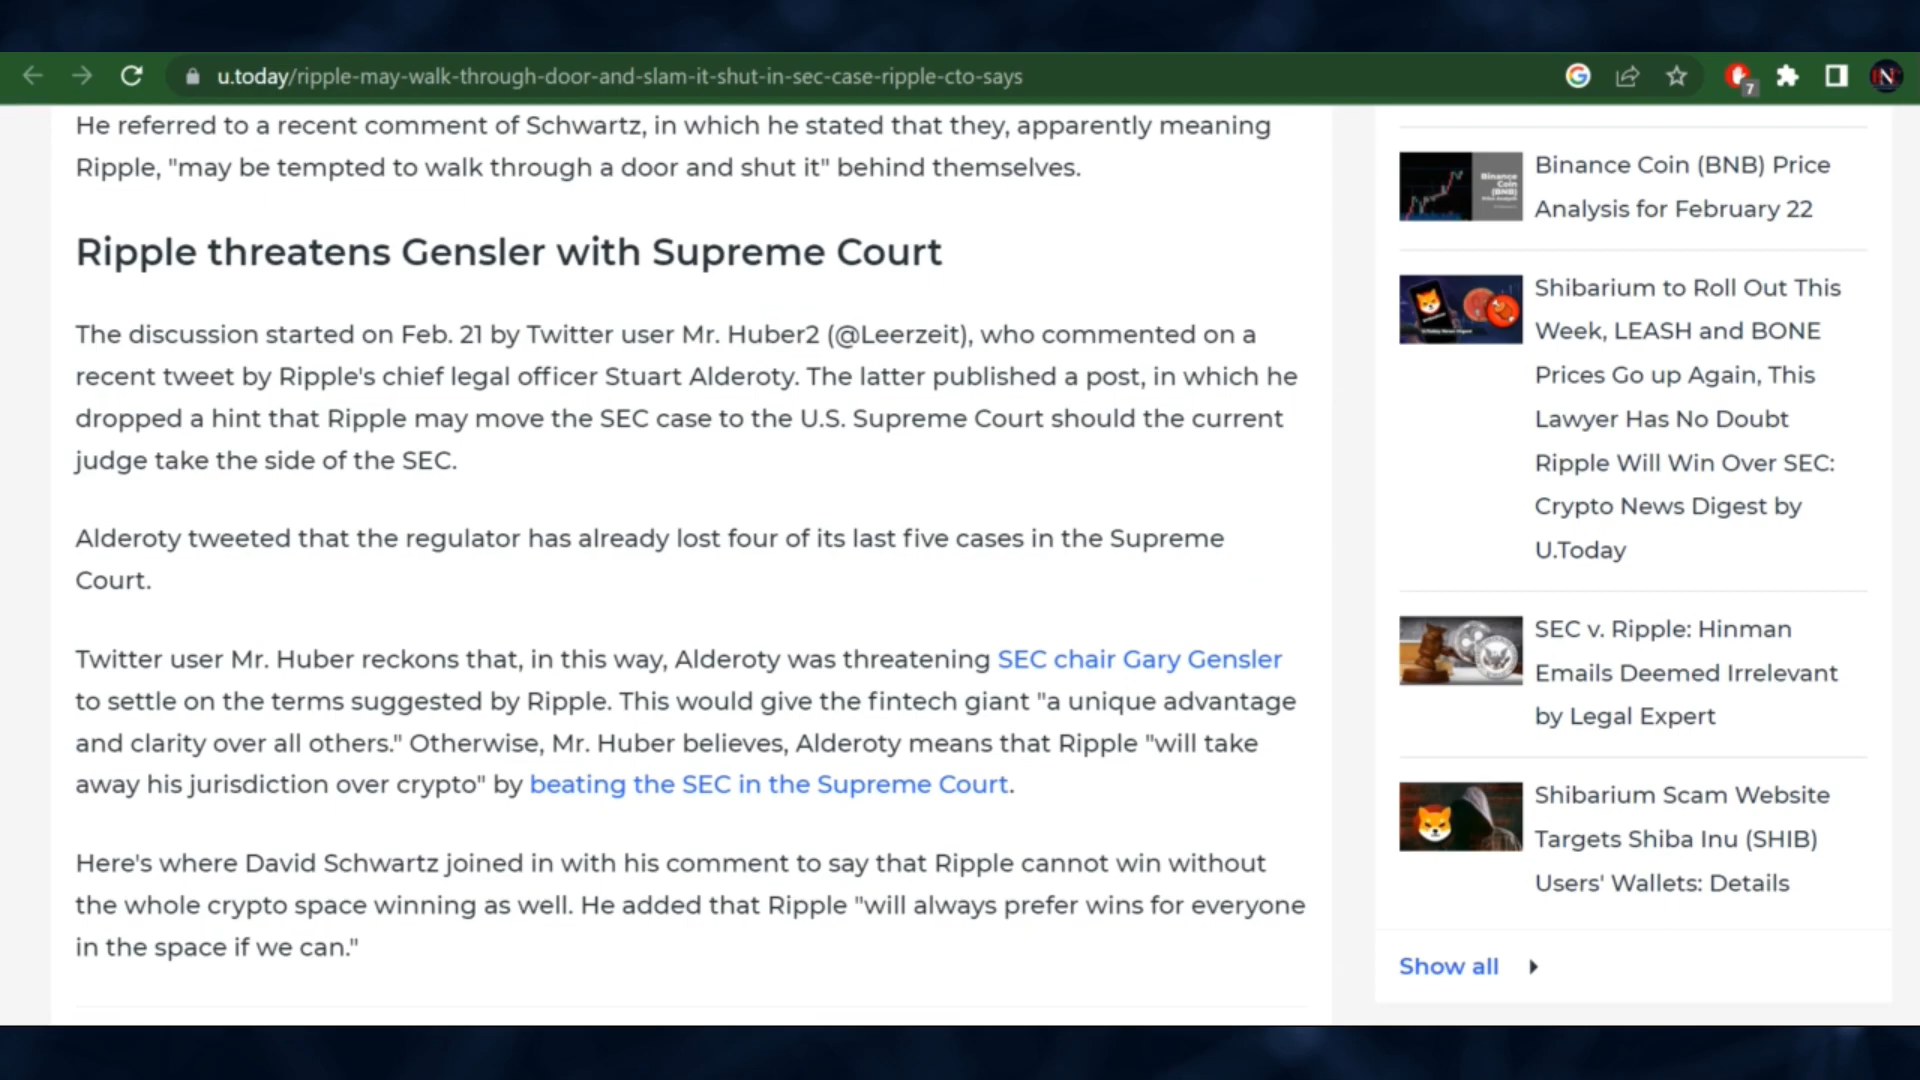 u.today/ripple-may-walk-through-door-and-slam-it-shut-in-sec-case-ripple-cto-says
7
He referred to a recent comment of Schwartz, in which he stated that they, apparently meaning
Ripple, "may be tempted to walk through a door and shut it" behind themselves.
Ripple threatens Gensler with Supreme Court
The discussion started on Feb. 21 by Twitter user Mr. Huber2 (@Leerzeit), who commented on a
recent tweet by Ripple's chief legal officer Stuart Alderoty. The latter published a post, in which he
dropped a hint that Ripple may move the SEC case to the U.S. Supreme Court should the current
judge take the side of the SEC.
Alderoty tweeted that the regulator has already lost four of its last five cases in the Supreme
Court.
Twitter user Mr. Huber reckons that, in this way, Alderoty was threatening SEC chair Gary Gensler
to settle on the terms suggested by Ripple. This would give the fintech giant "a unique advantage
and clarity over all others." Otherwise, Mr. Huber believes, Alderoty means that Ripple "will take
away his jurisdiction over crypto" by beating the SEC in the Supreme Court.
Here's where David Schwartz joined in with his comment to say that Ripple cannot win without
the whole crypto space winning as well. He added that Ripple "will always prefer wins for everyone
in the space if we can."
Binance
Coin
(BNB)
Binance Coin (BNB) Price
Analysis for February 22
Shibarium to Roll Out This
Week, LEASH and BONE
Prices Go up Again, This
Lawyer Has No Doubt
Ripple Will Win Over SEC:
Crypto News Digest by
U.Today
SEC v. Ripple: Hinman
Emails Deemed Irrelevant
by Legal Expert
Shibarium Scam Website
Targets Shiba Inu (SHIB)
Users' Wallets: Details
Show all